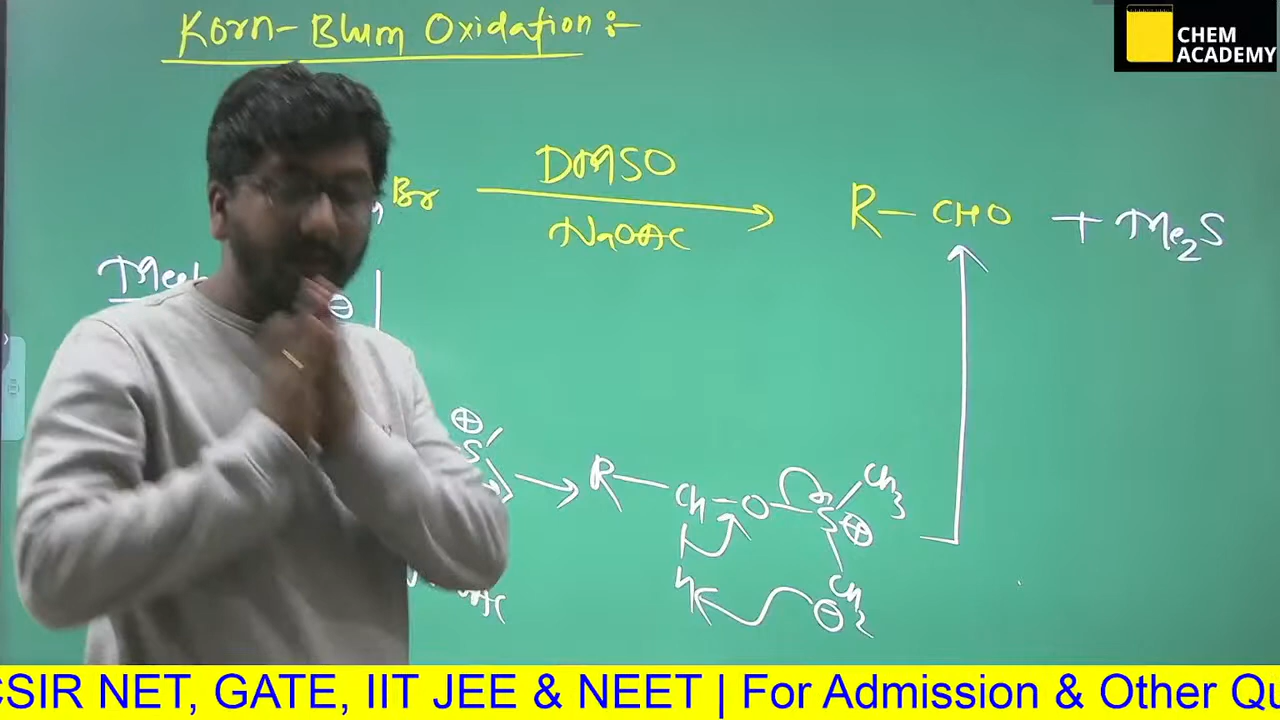 Korn-Blum Oxidation :-
CHEM
ACADEMY
Br
DMSO
NaOAc
R-CHO + Me2S
⊖
⊕
S
R-CH-O-S
CH3
⊕
H
CH2
⊖
CSIR NET, GATE, IIT JEE & NEET | For Admission & Other Qu